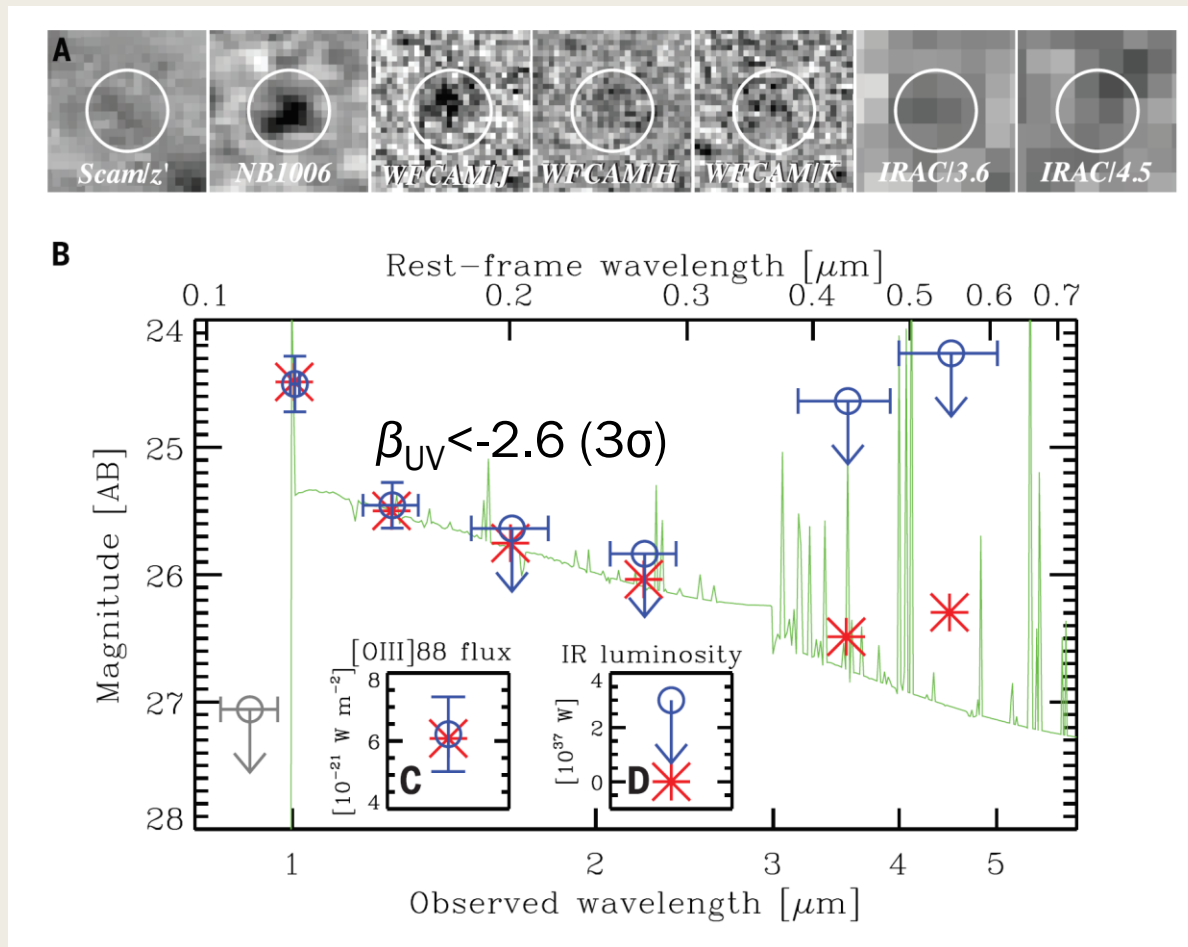 A
Scam/z' NB1006 WFCAM/J WFCAM/H WFCAM/K IRAC/3.6 IRAC/4.5
B
Rest-frame wavelength [μm]
0.1 0.2 0.3 0.4 0.5 0.6 0.7
24
25
26
27
28
Magnitude [AB]
β_UV<-2.6 (3σ)
[OIII]88 flux
8
6
4
[10⁻²¹ W m⁻²]
C
IR luminosity
4
2
0
[10³⁷ W]
D
1 2 3 4 5
Observed wavelength [μm]